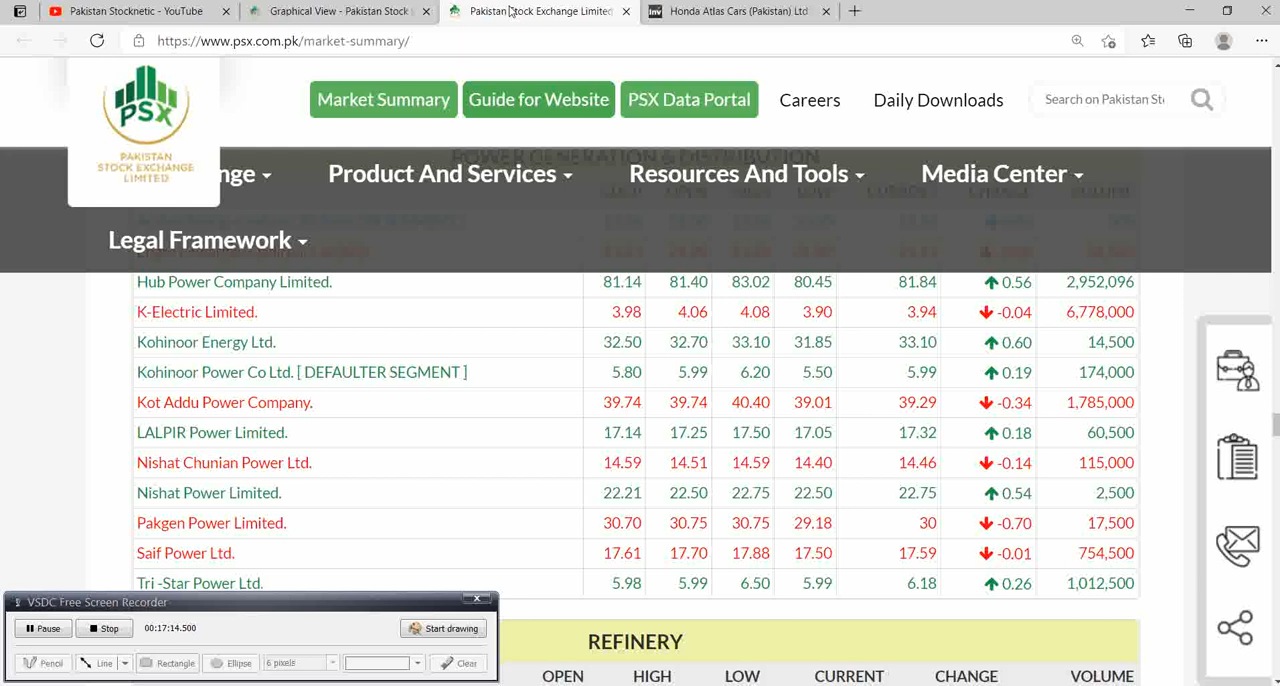 Pakistan Stocknetic - YouTube
Graphical View - Pakistan Stock
Pakistan Stock Exchange Limited
Inv Honda Atlas Cars (Pakistan) Ltd
https://www.psx.com.pk/market-summary/
PSX
PAKISTAN
STOCK EXCHANGE
LIMITED
Market Summary Guide for Website PSX Data Portal Careers Daily Downloads Search on Pakistan Sto
POWER GENERATION & DISTRIBUTION
nge Product And Services Resources And Tools Media Center
Legal Framework
Hub Power Company Limited. 81.14 81.40 83.02 80.45 81.84 0.56 2,952,096
K-Electric Limited. 3.98 4.06 4.08 3.90 3.94 -0.04 6,778,000
Kohinoor Energy Ltd. 32.50 32.70 33.10 31.85 33.10 0.60 14,500
Kohinoor Power Co Ltd. [ DEFAULTER SEGMENT ] 5.80 5.99 6.20 5.50 5.99 0.19 174,000
Kot Addu Power Company. 39.74 39.74 40.40 39.01 39.29 -0.34 1,785,000
LALPIR Power Limited. 17.14 17.25 17.50 17.05 17.32 0.18 60,500
Nishat Chunian Power Ltd. 14.59 14.51 14.59 14.40 14.46 -0.14 115,000
Nishat Power Limited. 22.21 22.50 22.75 22.50 22.75 0.54 2,500
Pakgen Power Limited. 30.70 30.75 30.75 29.18 30 -0.70 17,500
Saif Power Ltd. 17.61 17.70 17.88 17.50 17.59 -0.01 754,500
Tri -Star Power Ltd. 5.98 5.99 6.50 5.99 6.18 0.26 1,012,500
VSDC Free Screen Recorder
Pause Stop 00:17:14.500 Start drawing
Pencil Line Rectangle Ellipse 6 pixels Clear
REFINERY
OPEN HIGH LOW CURRENT CHANGE VOLUME